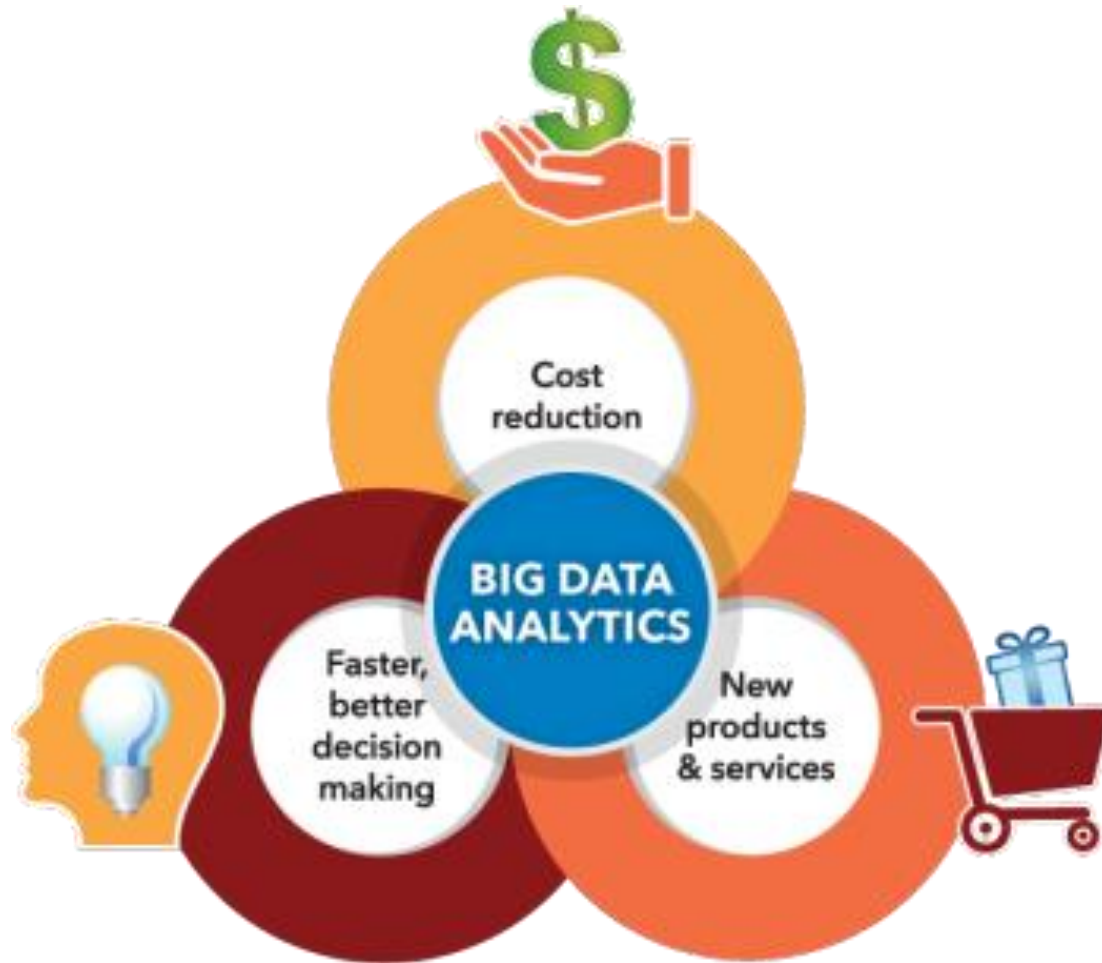 Cost
reduction
BIG DATA
ANALYTICS
Faster,
better
decision
making
New
products
& services